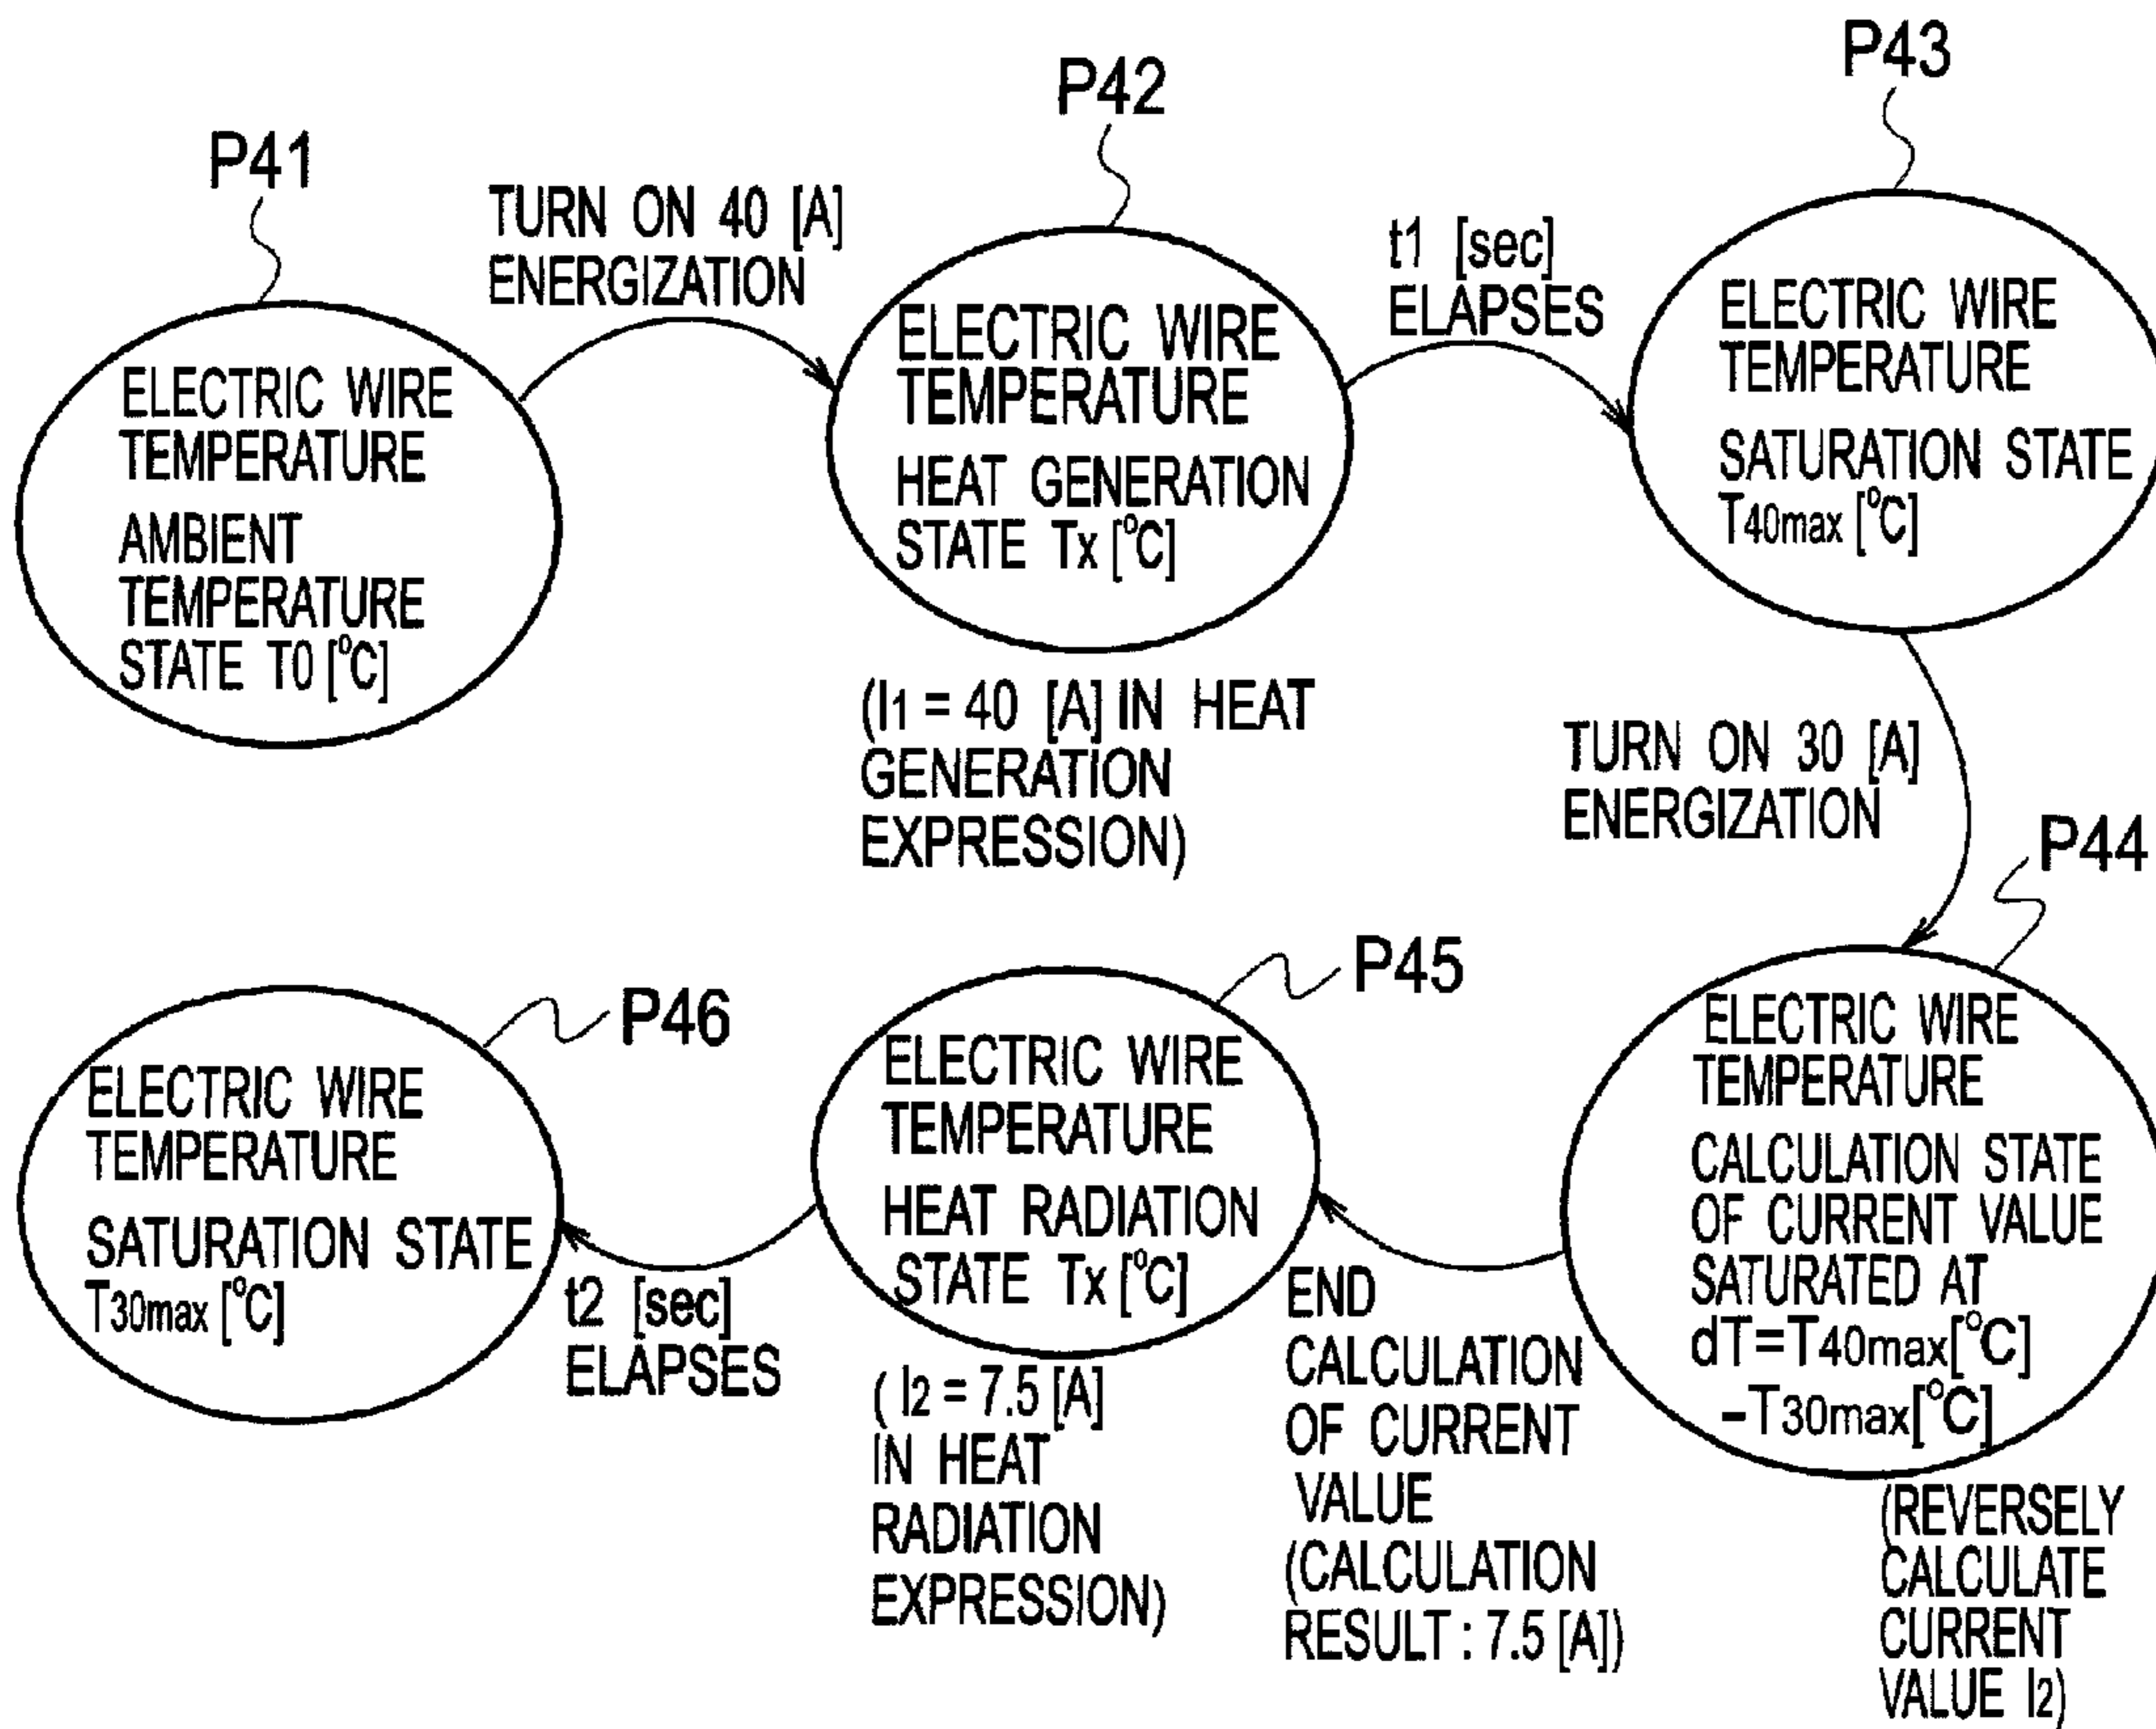 P41
ELECTRIC WIRE
TEMPERATURE
AMBIENT
TEMPERATURE
STATE T0 [°C]
TURN ON 40 [A]
ENERGIZATION
P42
ELECTRIC WIRE
TEMPERATURE
HEAT GENERATION
STATE Tx [°C]
(I1 = 40 [A] IN HEAT
GENERATION
EXPRESSION)
t1 [sec]
ELAPSES
P43
ELECTRIC WIRE
TEMPERATURE
SATURATION STATE
T40max [°C]
TURN ON 30 [A]
ENERGIZATION
P44
ELECTRIC WIRE
TEMPERATURE
CALCULATION STATE
OF CURRENT VALUE
SATURATED AT
dT=T40max[°C]
-T30max[°C]
(REVERSELY
CALCULATE
CURRENT
VALUE I2)
END
CALCULATION
OF CURRENT
VALUE
(CALCULATION
RESULT : 7.5 [A])
P45
ELECTRIC WIRE
TEMPERATURE
HEAT RADIATION
STATE Tx [°C]
( I2 = 7.5 [A]
IN HEAT
RADIATION
EXPRESSION)
t2 [sec]
ELAPSES
P46
ELECTRIC WIRE
TEMPERATURE
SATURATION STATE
T30max [°C]